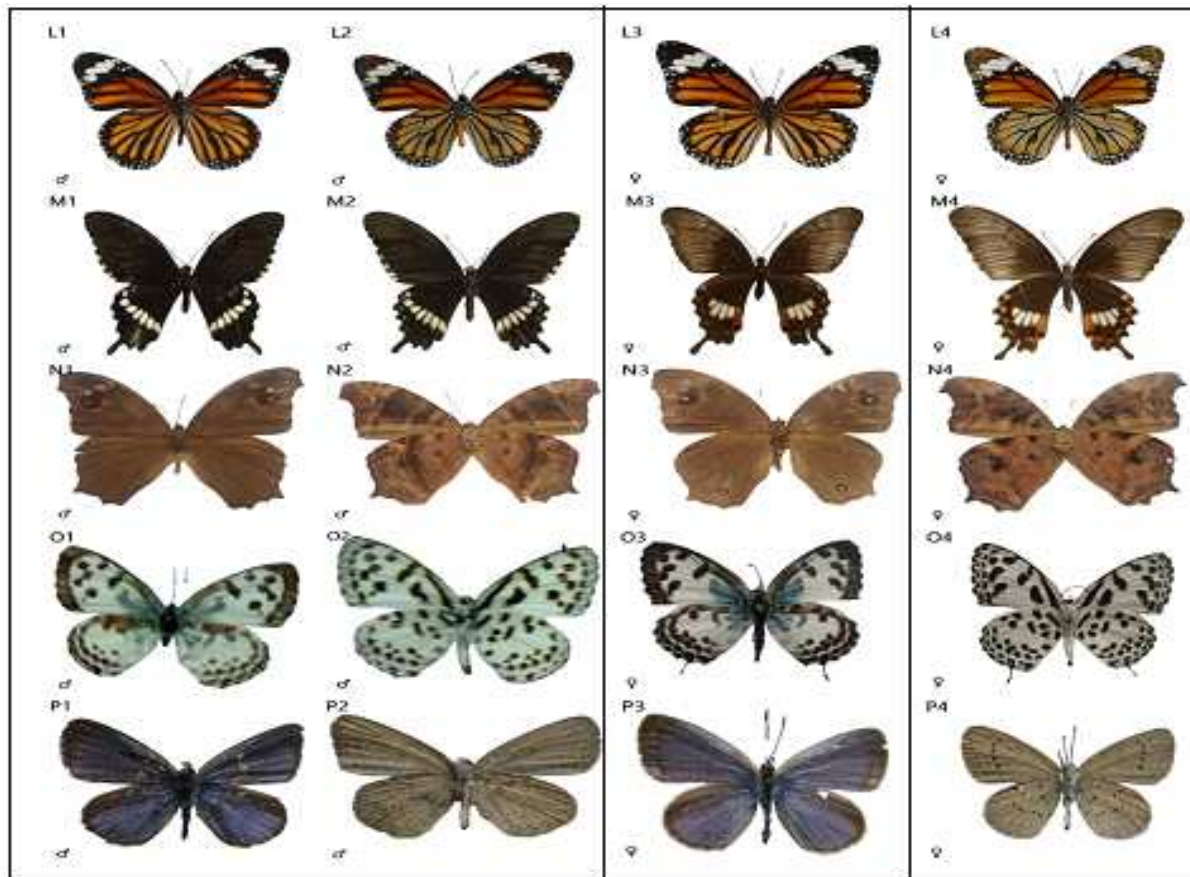 L1 L2 L3 L4
♂ ♂ ♀ ♀
M1 M2 M3 M4
♂ ♂ ♀ ♀
N1 N2 N3 N4
♂ ♂ ♀ ♀
O1 O2 O3 O4
♂ ♂ ♀ ♀
P1 P2 P3 P4
♂ ♂ ♀ ♀